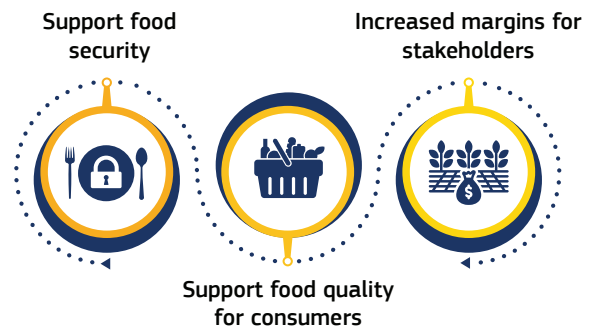 Support food
security
Increased margins for
stakeholders
$
Support food quality
for consumers